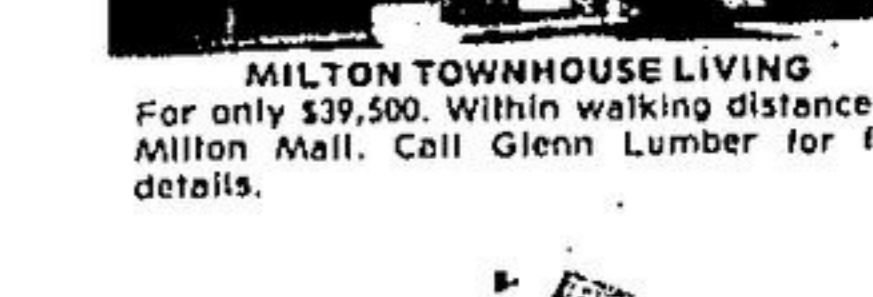 MILTON TOWNHOUSE LIVING
For only $39,500. Within walking distance
Milton Mall. Call Glenn Lumber for
details.